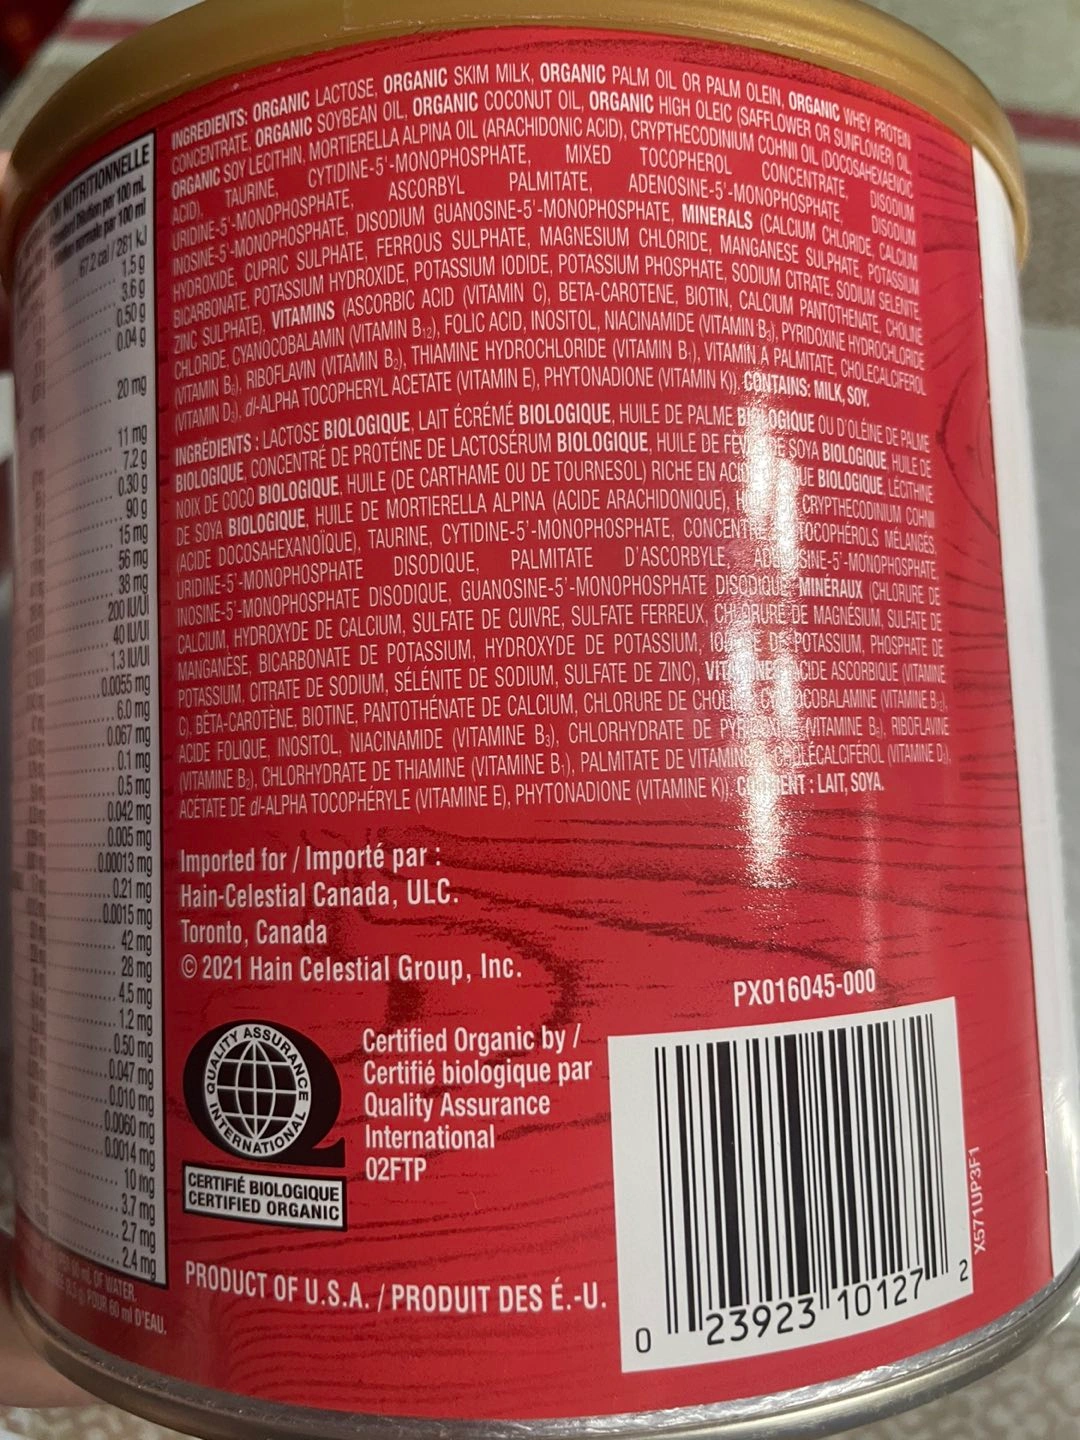 NUTRITIONNELLE
per 100 mL
par 100 ml
67.2 cal / 281 kJ
1.5 g
3.6 g
0.50 g
0.04 g
20 mg
11 mg
7.2 g
0.30 g
90 g
15 mg
56 mg
38 mg
200 IU/UI
40 IU/UI
1.3 IU/UI
0.0055 mg
6.0 mg
0.067 mg
0.1 mg
0.5 mg
0.042 mg
0.005 mg
0.00013 mg
0.21 mg
0.0015 mg
42 mg
28 mg
4.5 mg
1.2 mg
0.50 mg
0.047 mg
0.010 mg
0.0060 mg
0.0014 mg
10 mg
3.7 mg
2.7 mg
2.4 mg
OF WATER.
POUR 60 ml D'EAU.
INGREDIENTS: ORGANIC LACTOSE, ORGANIC SKIM MILK, ORGANIC PALM OIL OR PALM OLEIN, ORGANIC WHEY PROTEIN
CONCENTRATE, ORGANIC SOYBEAN OIL, ORGANIC COCONUT OIL, ORGANIC HIGH OLEIC (SAFFLOWER OR SUNFLOWER) OIL,
ORGANIC SOY LECITHIN, MORTIERELLA ALPINA OIL (ARACHIDONIC ACID), CRYPTHECODINIUM COHNII OIL (DOCOSAHEXAENOIC
ACID), TAURINE, CYTIDINE-5'-MONOPHOSPHATE, MIXED TOCOPHEROL CONCENTRATE, DISODIUM
URIDINE-5'-MONOPHOSPHATE, ASCORBYL PALMITATE, ADENOSINE-5'-MONOPHOSPHATE, DISODIUM
INOSINE-5'-MONOPHOSPHATE, DISODIUM GUANOSINE-5'-MONOPHOSPHATE, MINERALS (CALCIUM CHLORIDE, CALCIUM
HYDROXIDE, CUPRIC SULPHATE, FERROUS SULPHATE, MAGNESIUM CHLORIDE, MANGANESE SULPHATE, POTASSIUM
BICARBONATE, POTASSIUM HYDROXIDE, POTASSIUM IODIDE, POTASSIUM PHOSPHATE, SODIUM CITRATE, SODIUM SELENITE,
ZINC SULPHATE), VITAMINS (ASCORBIC ACID (VITAMIN C), BETA-CAROTENE, BIOTIN, CALCIUM PANTOTHENATE, CHOLINE
CHLORIDE, CYANOCOBALAMIN (VITAMIN B12), FOLIC ACID, INOSITOL, NIACINAMIDE (VITAMIN B3), PYRIDOXINE HYDROCHLORIDE
(VITAMIN B6), RIBOFLAVIN (VITAMIN B2), THIAMINE HYDROCHLORIDE (VITAMIN B1), VITAMIN A PALMITATE, CHOLECALCIFEROL
(VITAMIN D3), dl-ALPHA TOCOPHERYL ACETATE (VITAMIN E), PHYTONADIONE (VITAMIN K)). CONTAINS: MILK, SOY.
INGRÉDIENTS : LACTOSE BIOLOGIQUE, LAIT ÉCRÉMÉ BIOLOGIQUE, HUILE DE PALME BIOLOGIQUE OU D'OLÉINE DE PALME
BIOLOGIQUE, CONCENTRÉ DE PROTÉINE DE LACTOSÉRUM BIOLOGIQUE, HUILE DE SOYA BIOLOGIQUE, HUILE DE
NOIX DE COCO BIOLOGIQUE, HUILE (DE CARTHAME OU DE TOURNESOL) RICHE EN BIOLOGIQUE, LÉCITHINE
DE SOYA BIOLOGIQUE, HUILE DE MORTIERELLA ALPINA (ACIDE ARACHIDONIQUE), CRYPTHECODINIUM COHNII
(ACIDE DOCOSAHEXANOÏQUE), TAURINE, CYTIDINE-5'-MONOPHOSPHATE, TOCOPHÉROLS MÉLANGÉS,
URIDINE-5'-MONOPHOSPHATE DISODIQUE, PALMITATE D'ASCORBYLE, ADÉNOSINE-5'-MONOPHOSPHATE,
INOSINE-5'-MONOPHOSPHATE DISODIQUE, GUANOSINE-5'-MONOPHOSPHATE DISODIQUE, MINÉRAUX (CHLORURE DE
CALCIUM, HYDROXYDE DE CALCIUM, SULFATE DE CUIVRE, SULFATE FERREUX, CHLORURE DE MAGNÉSIUM, SULFATE DE
MANGANÈSE, BICARBONATE DE POTASSIUM, HYDROXYDE DE POTASSIUM, DE POTASSIUM, PHOSPHATE DE
POTASSIUM, CITRATE DE SODIUM, SÉLÉNITE DE SODIUM, SULFATE DE ZINC), ACIDE ASCORBIQUE (VITAMINE
C), BÊTA-CAROTÈNE, BIOTINE, PANTOTHÉNATE DE CALCIUM, CHLORURE DE (VITAMINE B12),
ACIDE FOLIQUE, INOSITOL, NIACINAMIDE (VITAMINE B3), CHLORHYDRATE DE (VITAMINE B6), RIBOFLAVINE
(VITAMINE B2), CHLORHYDRATE DE THIAMINE (VITAMINE B1), PALMITATE DE VITAMINE CHOLÉCALCIFÉROL (VITAMINE D3),
ACÉTATE DE dl-ALPHA TOCOPHÉRYLE (VITAMINE E), PHYTONADIONE (VITAMINE K)). CONTIENT : LAIT, SOYA.
Imported for / Importé par :
Hain-Celestial Canada, ULC.
Toronto, Canada
© 2021 Hain Celestial Group, Inc.
PX016045-000
QUALITY ASSURANCE
INTERNATIONAL
CERTIFIÉ BIOLOGIQUE
CERTIFIED ORGANIC
Certified Organic by /
Certifié biologique par
Quality Assurance
International
02FTP
PRODUCT OF U.S.A. / PRODUIT DES É.-U.
0 23923 10127 2
X571UP3F1